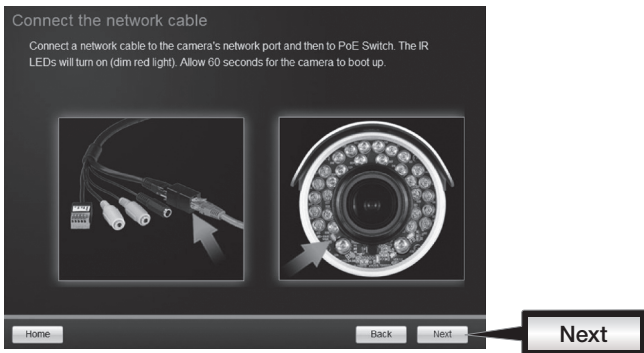 Connect the network cable
Connect a network cable to the camera's network port and then to PoE Switch. The IR
LEDs will turn on (dim red light). Allow 60 seconds for the camera to boot up.
Home
Back
Next
Next